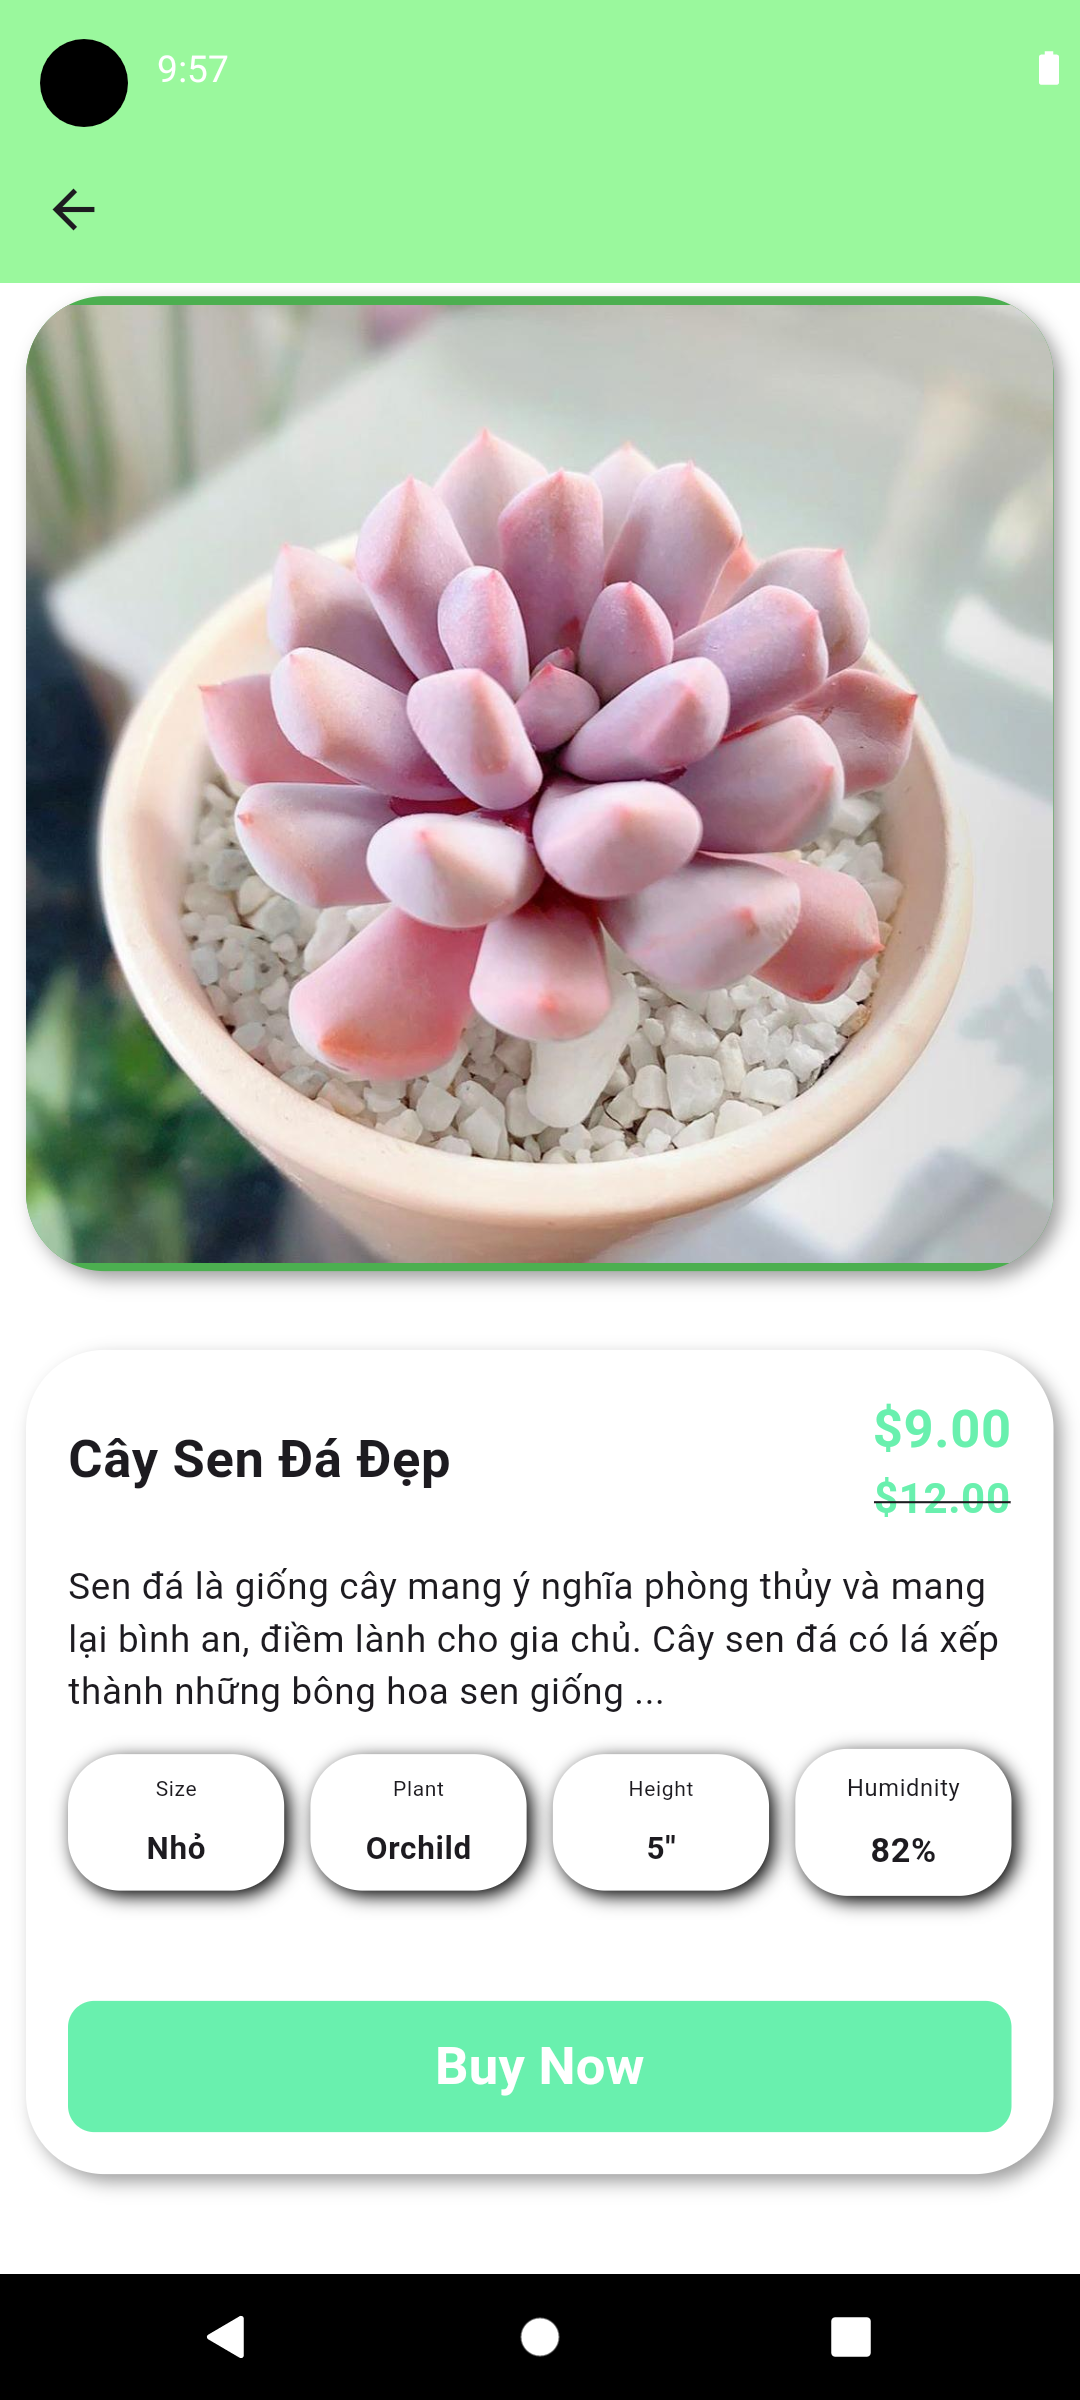 9:57
Cây Sen Đá Đẹp
$9.00
$12.00
Sen đá là giống cây mang ý nghĩa phòng thủy và mang
lại bình an, điềm lành cho gia chủ. Cây sen đá có lá xếp
thành những bông hoa sen giống ...
Size
Nhỏ
Plant
Orchild
Height
5"
Humidnity
82%
Buy Now